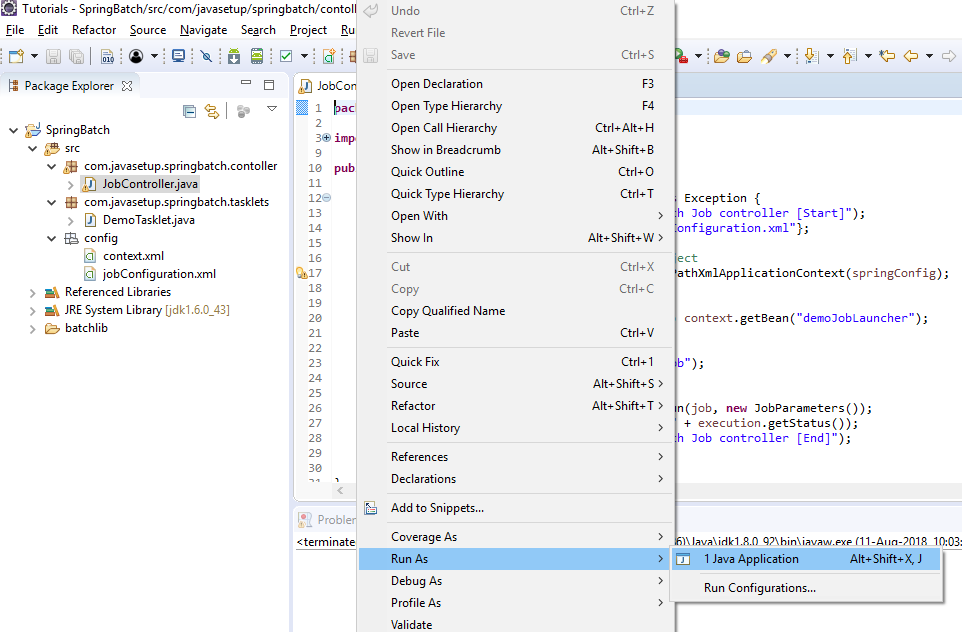 Tutorials - SpringBatch/src/com/javasetup/springbatch/contoll
File Edit Refactor Source Navigate Search Project Ru
Package Explorer
SpringBatch
src
com.javasetup.springbatch.contoller
JobController.java
com.javasetup.springbatch.tasklets
DemoTasklet.java
config
context.xml
jobConfiguration.xml
Referenced Libraries
JRE System Library [jdk1.6.0_43]
batchlib
JobCo
1 pac
2
3 imp
9
10 pub
11
12 s Exception {
13 h Job controller [Start]");
14 onfiguration.xml"};
15
16 ect
17 PathXmlApplicationContext(springConfig);
18
19
20 context.getBean("demoJobLauncher");
21
22
23 ob");
24
25
26 un(job, new JobParameters());
27 " + execution.getStatus());
28 h Job controller [End]");
29
30
31 }
Undo Ctrl+Z
Revert File
Save Ctrl+S
Open Declaration F3
Open Type Hierarchy F4
Open Call Hierarchy Ctrl+Alt+H
Show in Breadcrumb Alt+Shift+B
Quick Outline Ctrl+O
Quick Type Hierarchy Ctrl+T
Open With
Show In Alt+Shift+W
Cut Ctrl+X
Copy Ctrl+C
Copy Qualified Name
Paste Ctrl+V
Quick Fix Ctrl+1
Source Alt+Shift+S
Refactor Alt+Shift+T
Local History
References
Declarations
Add to Snippets...
Coverage As
Run As
Debug As
Profile As
Validate
1 Java Application Alt+Shift+X, J
Run Configurations...
Probler
<terminate 6)\Java\jdk1.8.0_92\bin\javaw.exe (11-Aug-2018, 10:03: